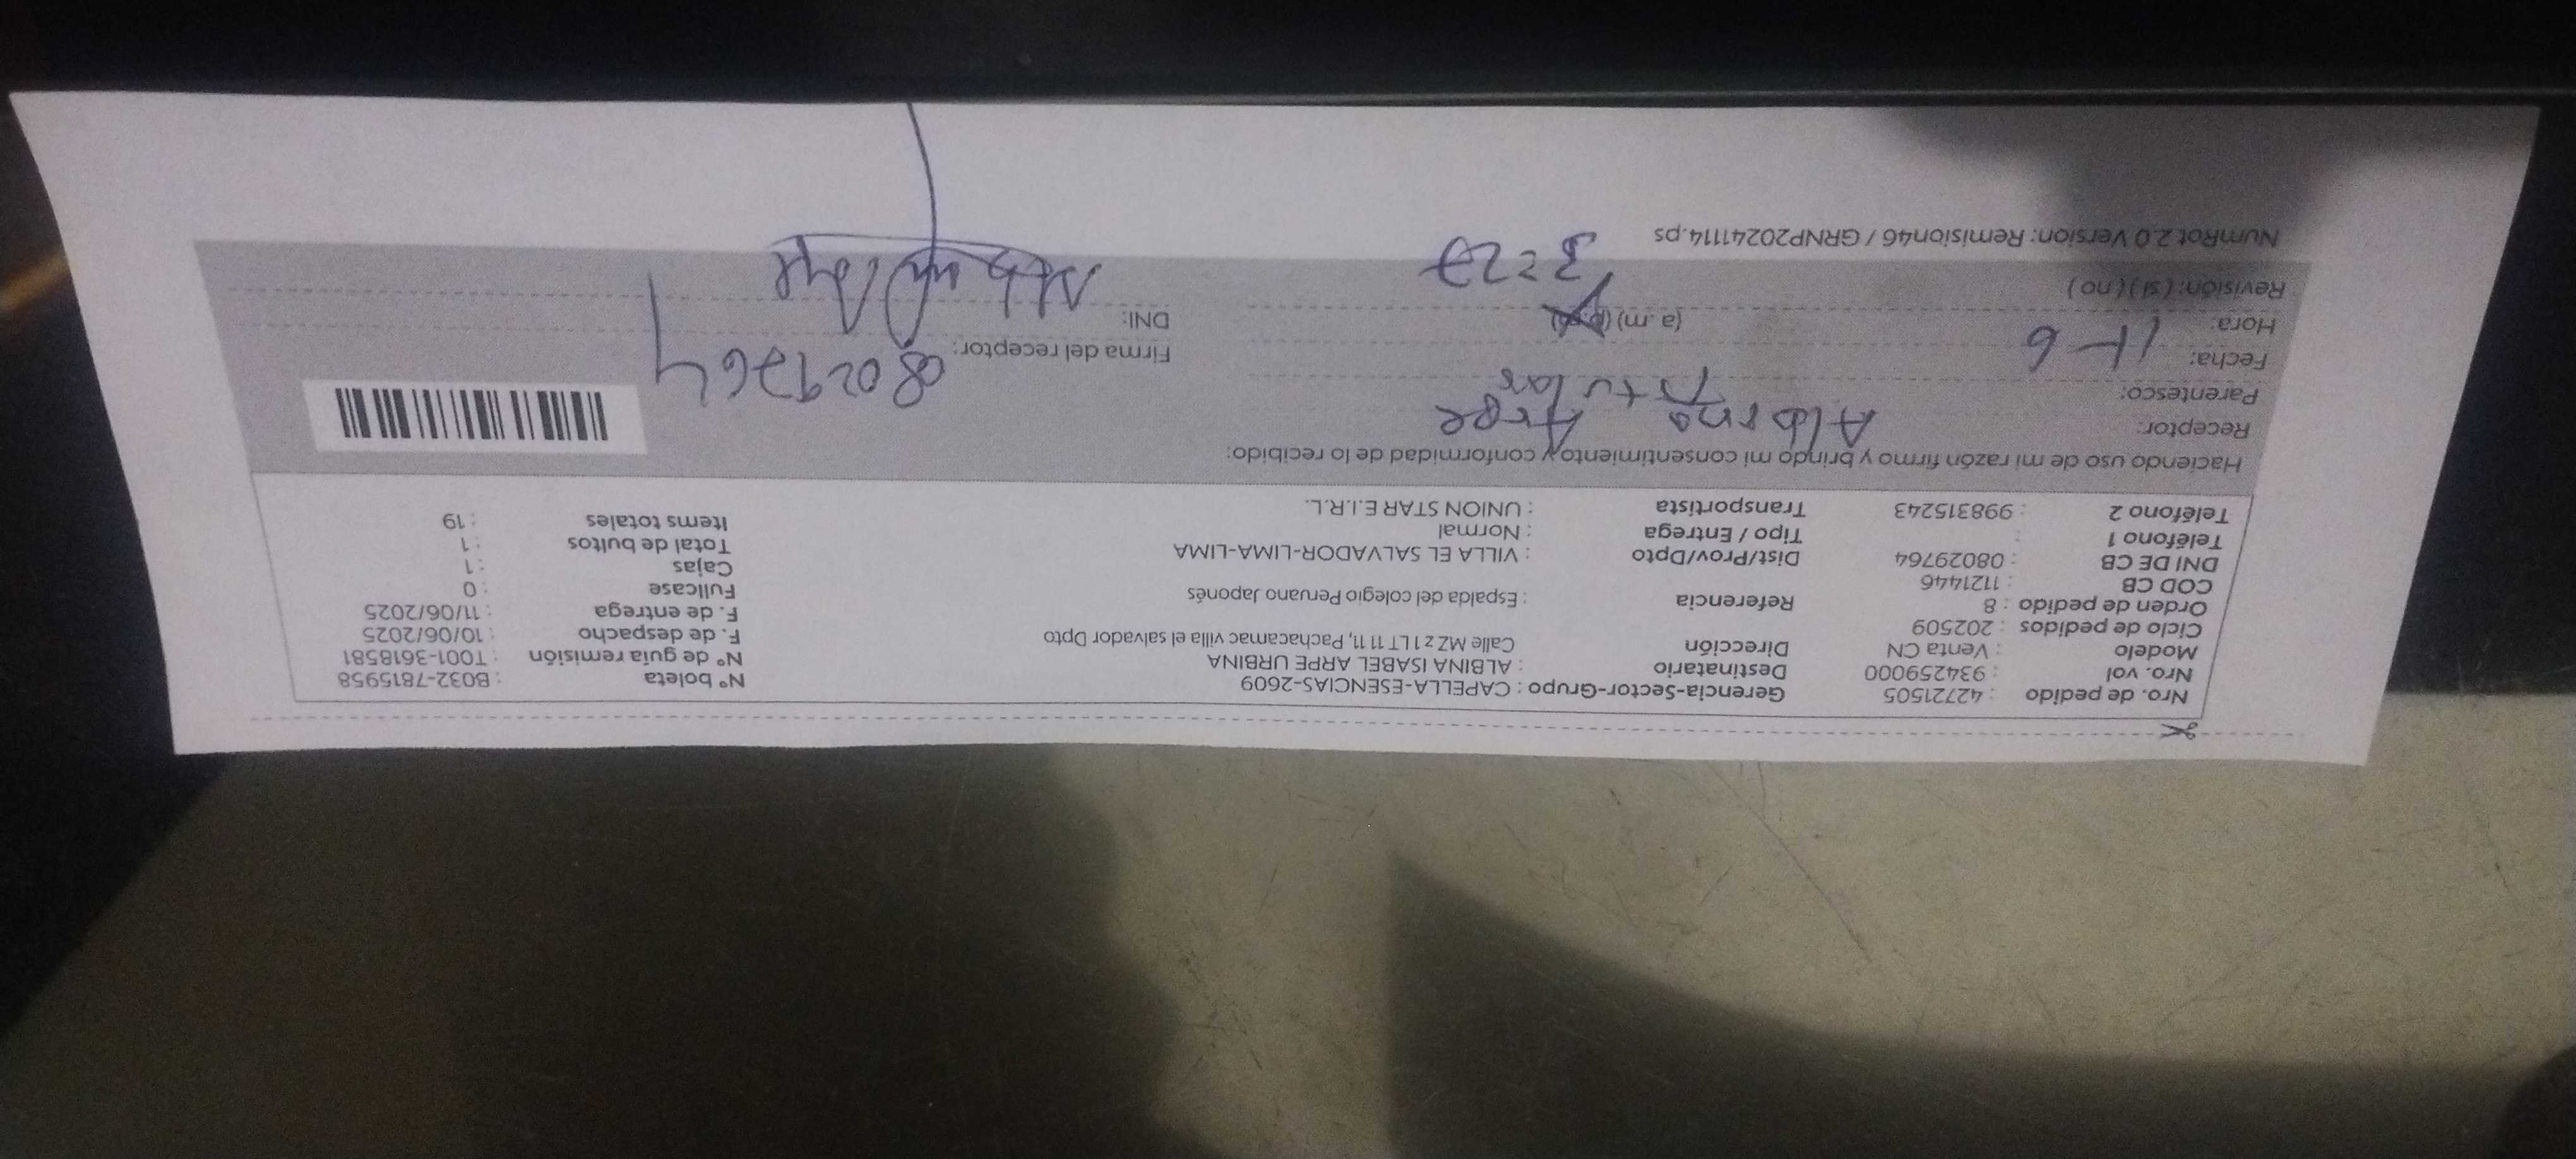 Nro. de pedido : 42721505 Gerencia-Sector-Grupo : CAPELLA-ESENCIAS-2609 N° boleta : B032-7815958
Nro. vol : 934259000 Destinatario : ALBINA ISABEL ARPE URBINA N° de guía remisión : T001-3618581
Modelo : Venta CN Dirección Calle MZ z 1 LT 11 11, Pachacamac villa el salvador Dpto F. de despacho : 10/06/2025
Ciclo de pedidos : 202509 F. de entrega : 11/06/2025
Orden de pedido : 8 Referencia : Espalda del colegio Peruano Japonés Fullcase : 0
COD CB : 1121446 Cajas : 1
DNI DE CB : 08029764 Dist/Prov/Dpto : VILLA EL SALVADOR-LIMA-LIMA Total de bultos : 1
Teléfono 1 : Tipo / Entrega : Normal Items totales : 19
Teléfono 2 : 998315243 Transportista : UNION STAR E.I.R.L.
Haciendo uso de mi razón firmo y brindo mi consentimiento y conformidad de lo recibido:
Receptor: Albina Arpe
Parentesco: Titular
Fecha: 11-6 Firma del receptor: 8029764
Hora: (a .m) (p.m) DNI:
Revisión: ( si ) ( no ) 3=27 Arpe
NumRot 2.0 Version: Remision46 / GRNP20241114.ps